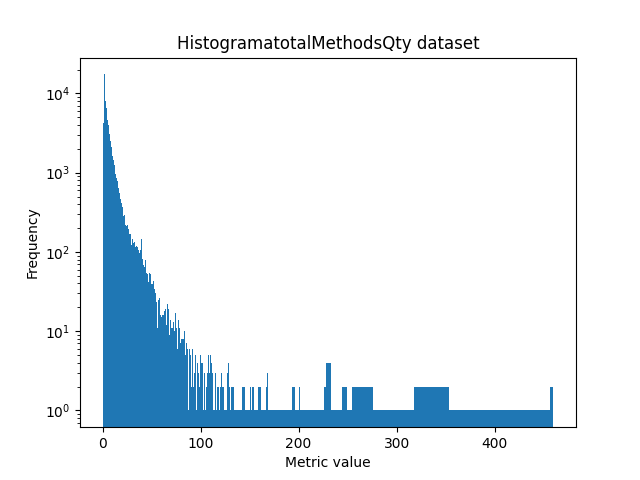 HistogramatotalMethodsQty dataset
Frequency
10⁴
10³
10²
10¹
10⁰
0 100 200 300 400
Metric value